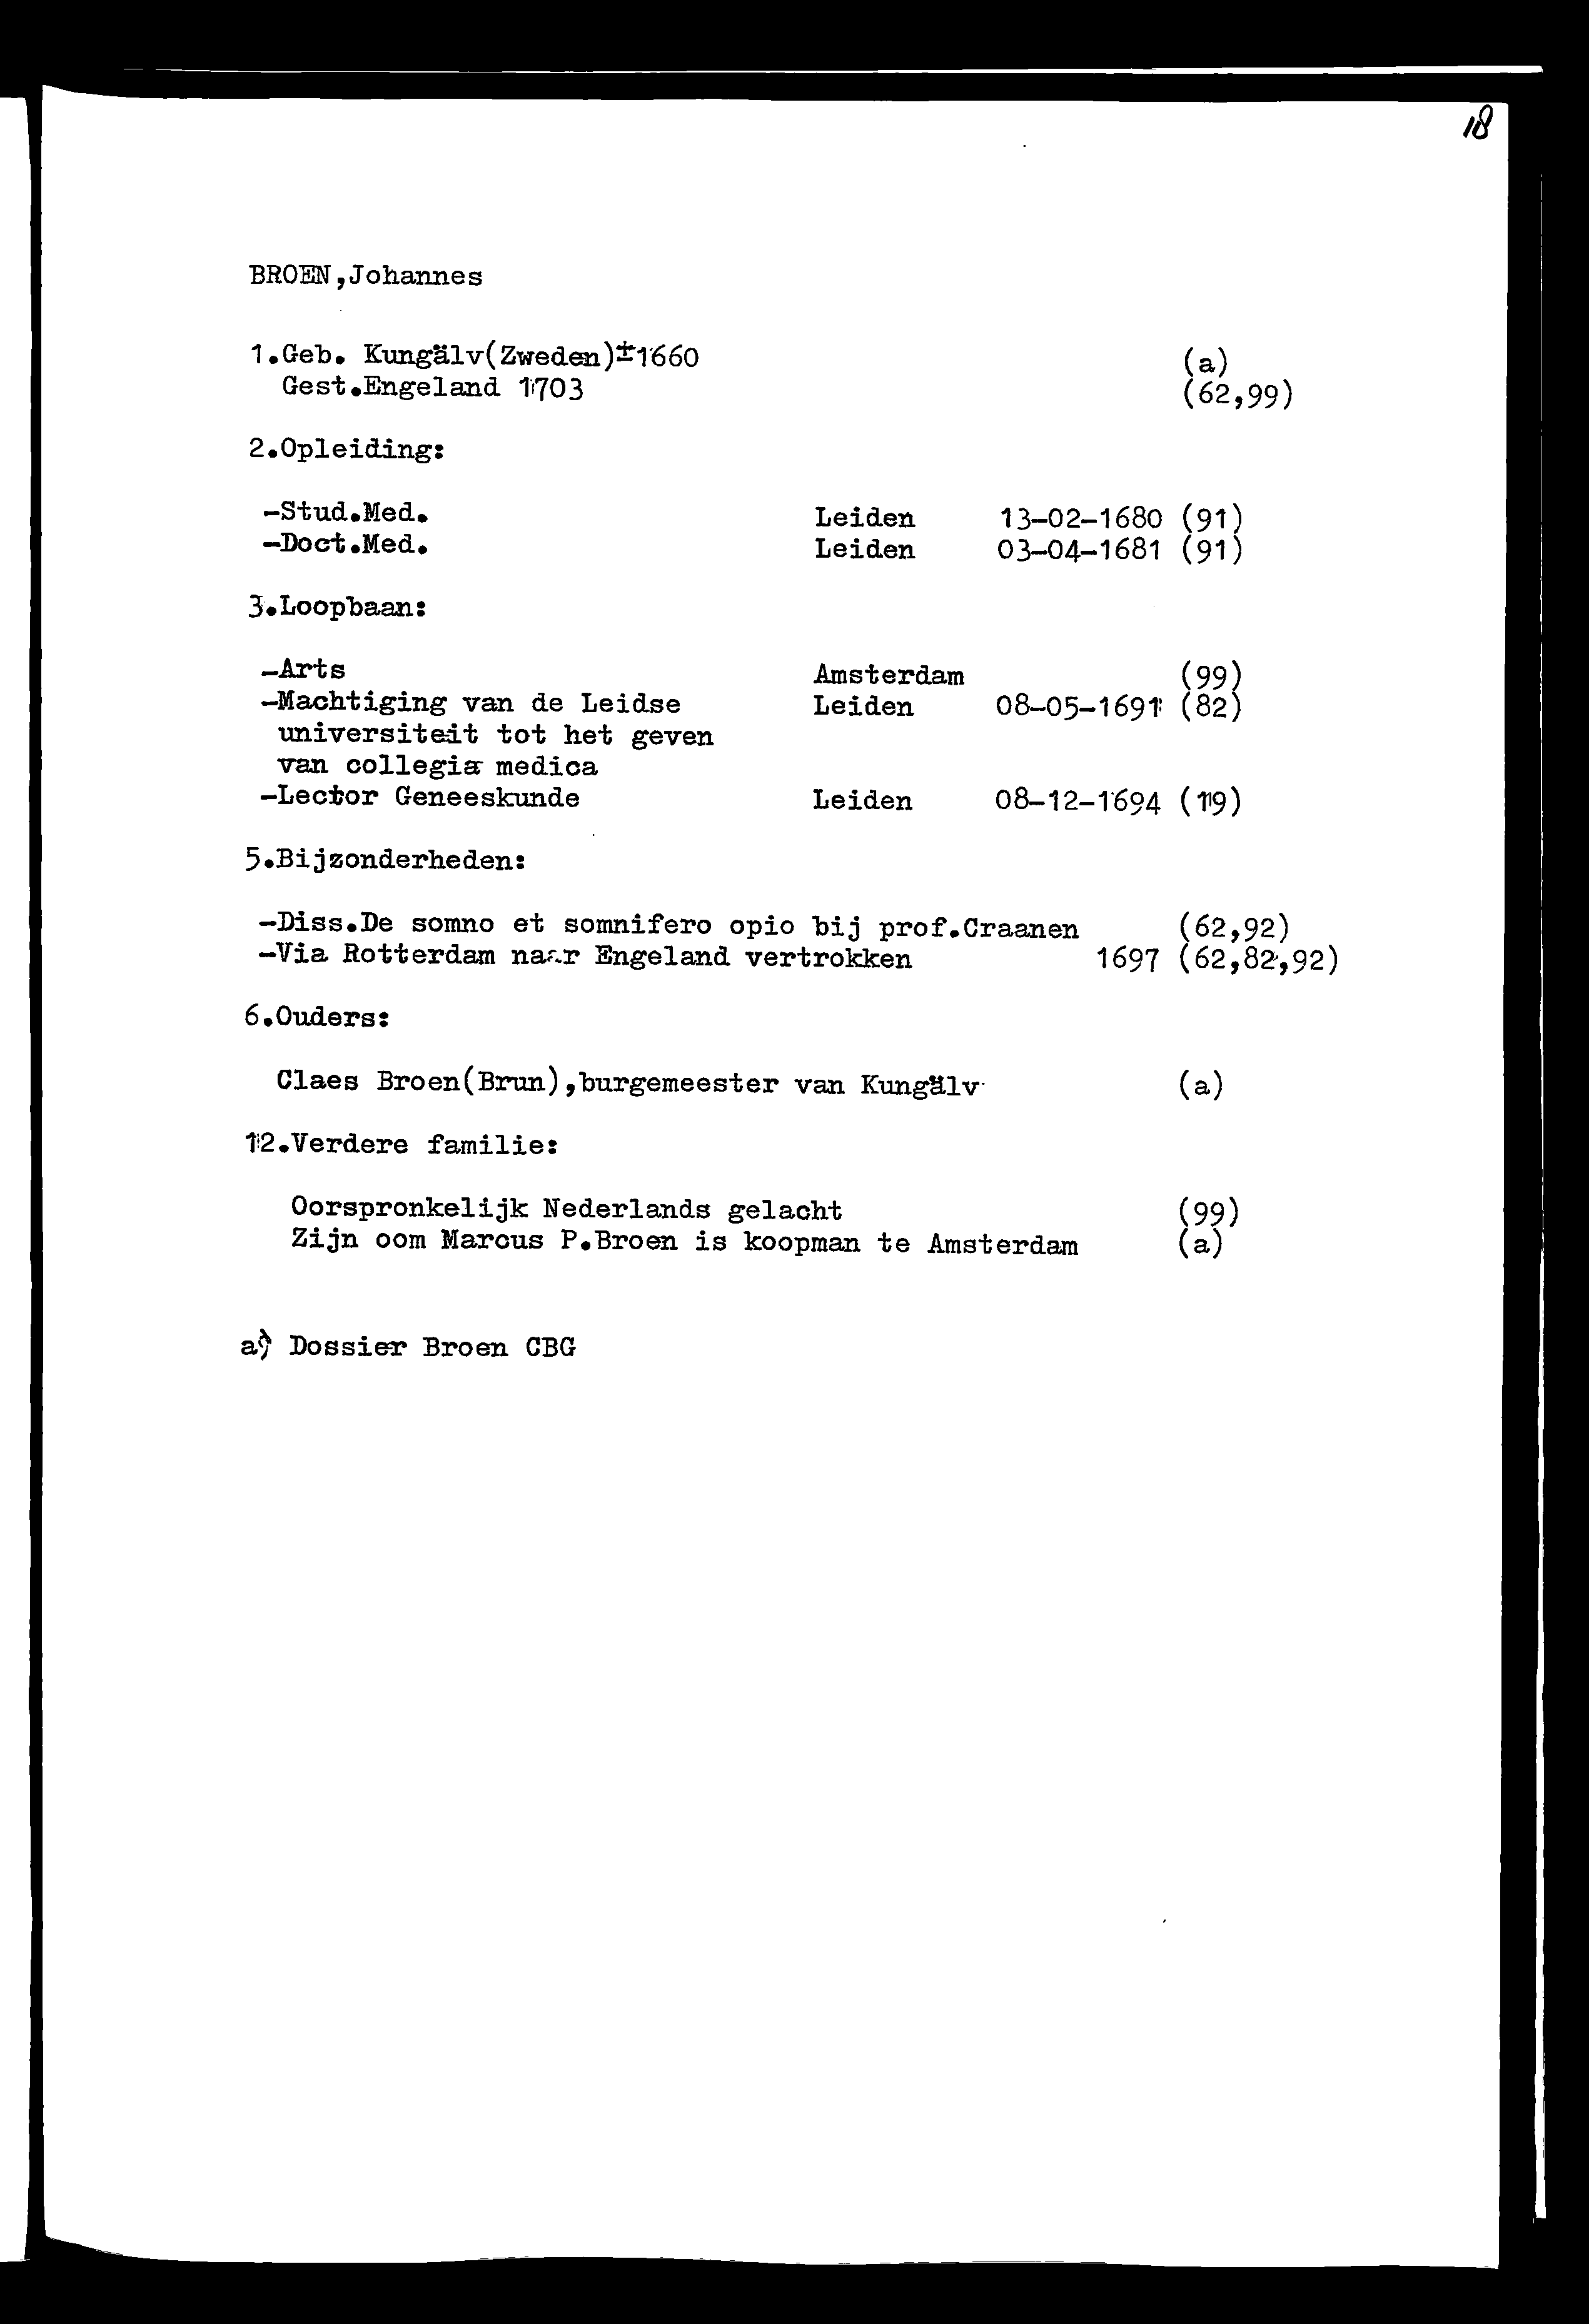 18
BROEN,Johannes
1.Geb. Kungälv(Zweden)±1660 (a)
Gest.Engeland 1703 (62,99)
2.Opleiding:
-Stud.Med. Leiden 13-02-1680 (91)
-Doct.Med. Leiden 03-04-1681 (91)
3.Loopbaan:
-Arts Amsterdam (99)
-Machtiging van de Leidse Leiden 08-05-1691 (82)
universiteit tot het geven
van collegia medica
-Lector Geneeskunde Leiden 08-12-1694 (19)
5.Bijzonderheden:
-Diss.De somno et somnifero opio bij prof.Craanen (62,92)
-Via Rotterdam naar Engeland vertrokken 1697 (62,82,92)
6.Ouders:
Claes Broen(Brun),burgemeester van Kungälv (a)
12.Verdere familie:
Oorspronkelijk Nederlands gelacht (99)
Zijn oom Marcus P.Broen is koopman te Amsterdam (a)
a) Dossier Broen CBG